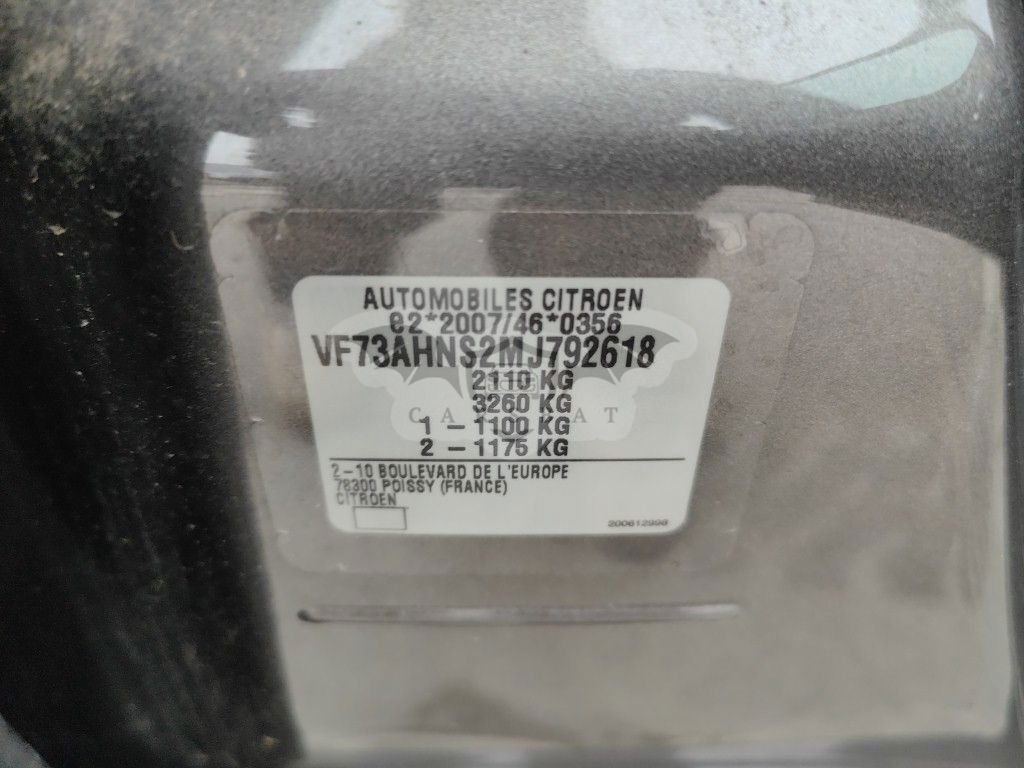 AUTOMOBILES CITROEN
e2*2007/46*0356
VF73AHNS2MJ792618
2110 KG
3260 KG
1 - 1100 KG
2 - 1175 KG
2-10 BOULEVARD DE L'EUROPE
78300 POISSY (FRANCE)
CITROEN
200612998